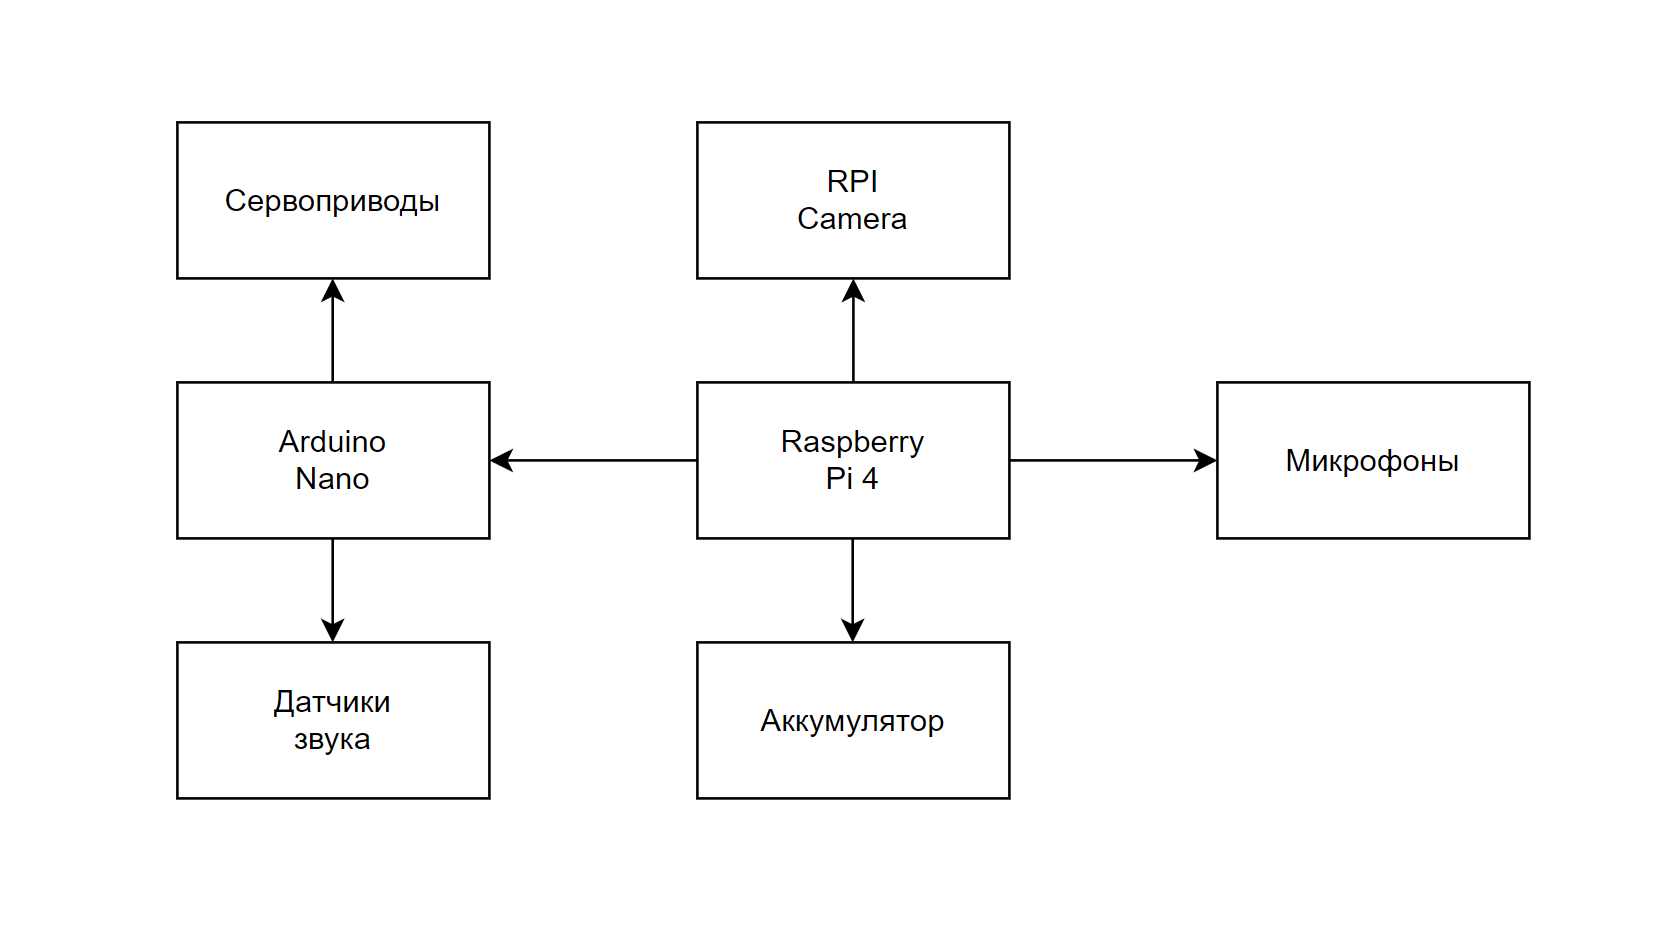 Сервоприводы
RPI
Camera
Arduino
Nano
Raspberry
Pi 4
Микрофоны
Датчики
звука
Аккумулятор